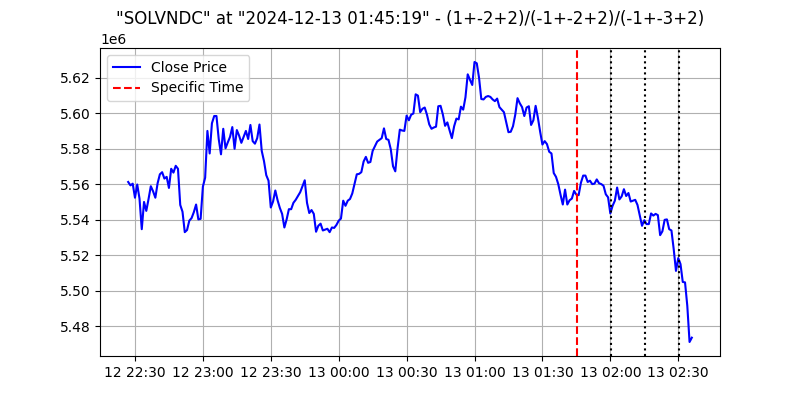 "SOLVNDC" at "2024-12-13 01:45:19" - (1+-2+2)/(-1+-2+2)/(-1+-3+2)
1e6
Close Price
Specific Time
5.62
5.60
5.58
5.56
5.54
5.52
5.50
5.48
12 22:30 12 23:00 12 23:30 13 00:00 13 00:30 13 01:00 13 01:30 13 02:00 13 02:30